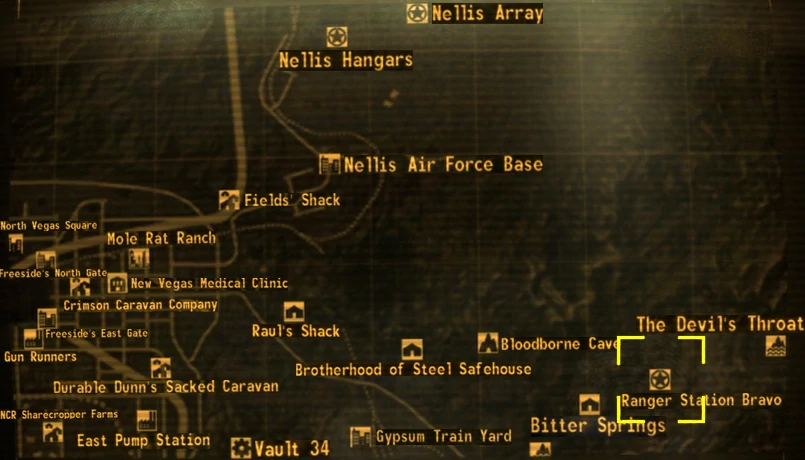 Nellis Array
Nellis Hangars
Nellis Air Force Base
Fields' Shack
North Vegas Square
Mole Rat Ranch
Freeside's North Gate
New Vegas Medical Clinic
Crimson Caravan Company
The Devil's Throat
Raul's Shack
Freeside's East Gate
Bloodborne Cave
Gun Runners
Brotherhood of Steel Safehouse
Durable Dunn's Sacked Caravan
Ranger Station Bravo
NCR Sharecropper Farms
Bitter Springs
East Pump Station
Gypsum Train Yard
Vault 34